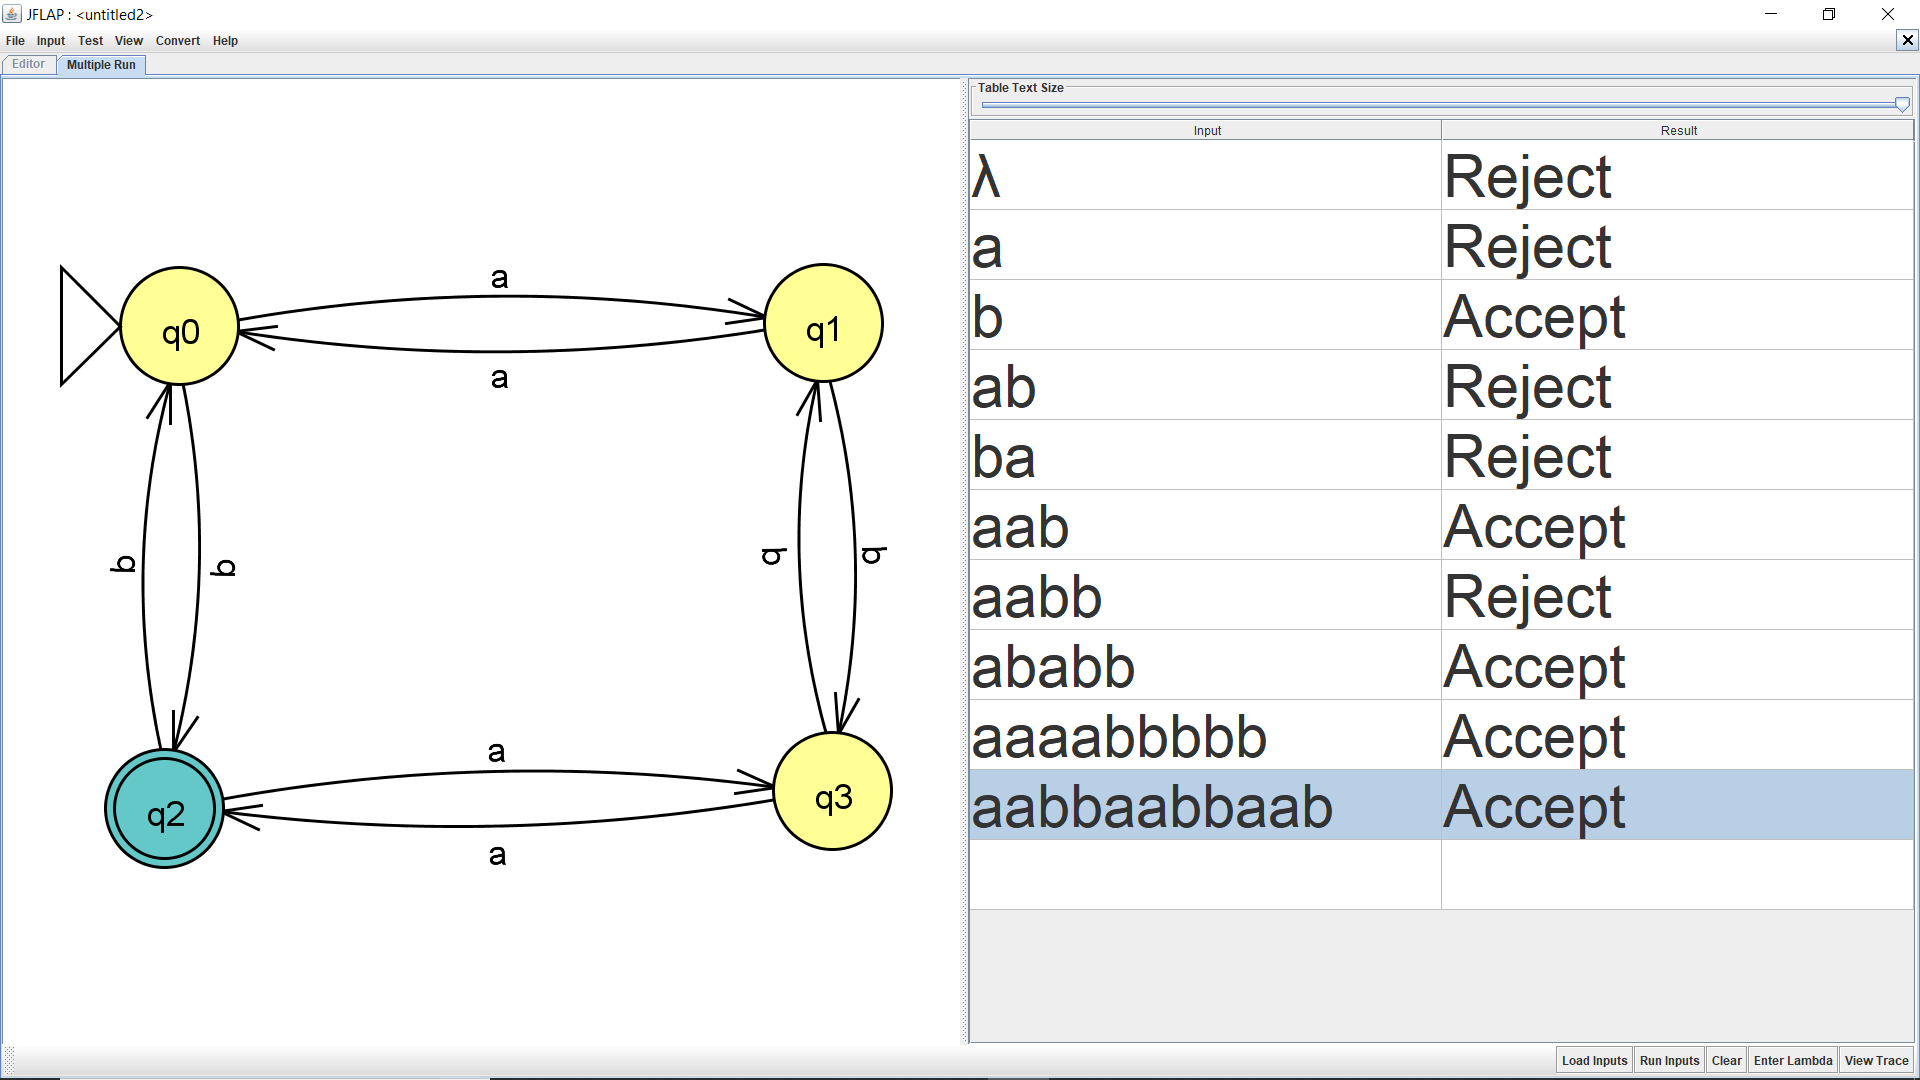 JFLAP : <untitled2>
File Input Test View Convert Help
Editor Multiple Run
Table Text Size
Input Result
λ Reject
a Reject
b Accept
ab Reject
ba Reject
aab Accept
aabb Reject
ababb Accept
aaaabbbbb Accept
aabbaabbaab Accept
a
q0
q1
a
b
b
b
b
a
q2
q3
a
Load Inputs Run Inputs Clear Enter Lambda View Trace